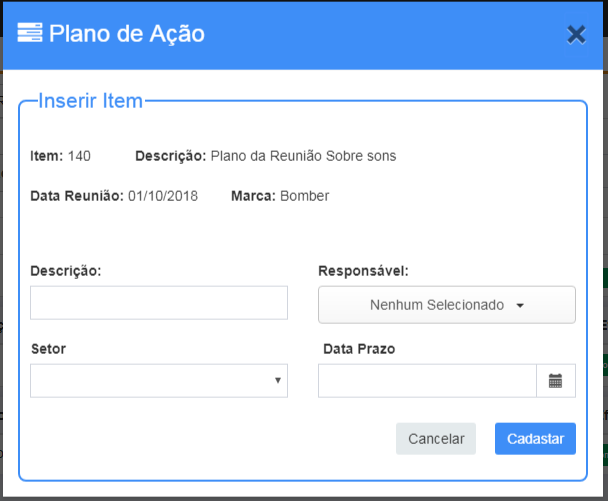 Plano de Ação
Inserir Item
Item: 140 Descrição: Plano da Reunião Sobre sons
Data Reunião: 01/10/2018 Marca: Bomber
Descrição: Responsável:
Nenhum Selecionado
Setor Data Prazo
Cancelar Cadastar